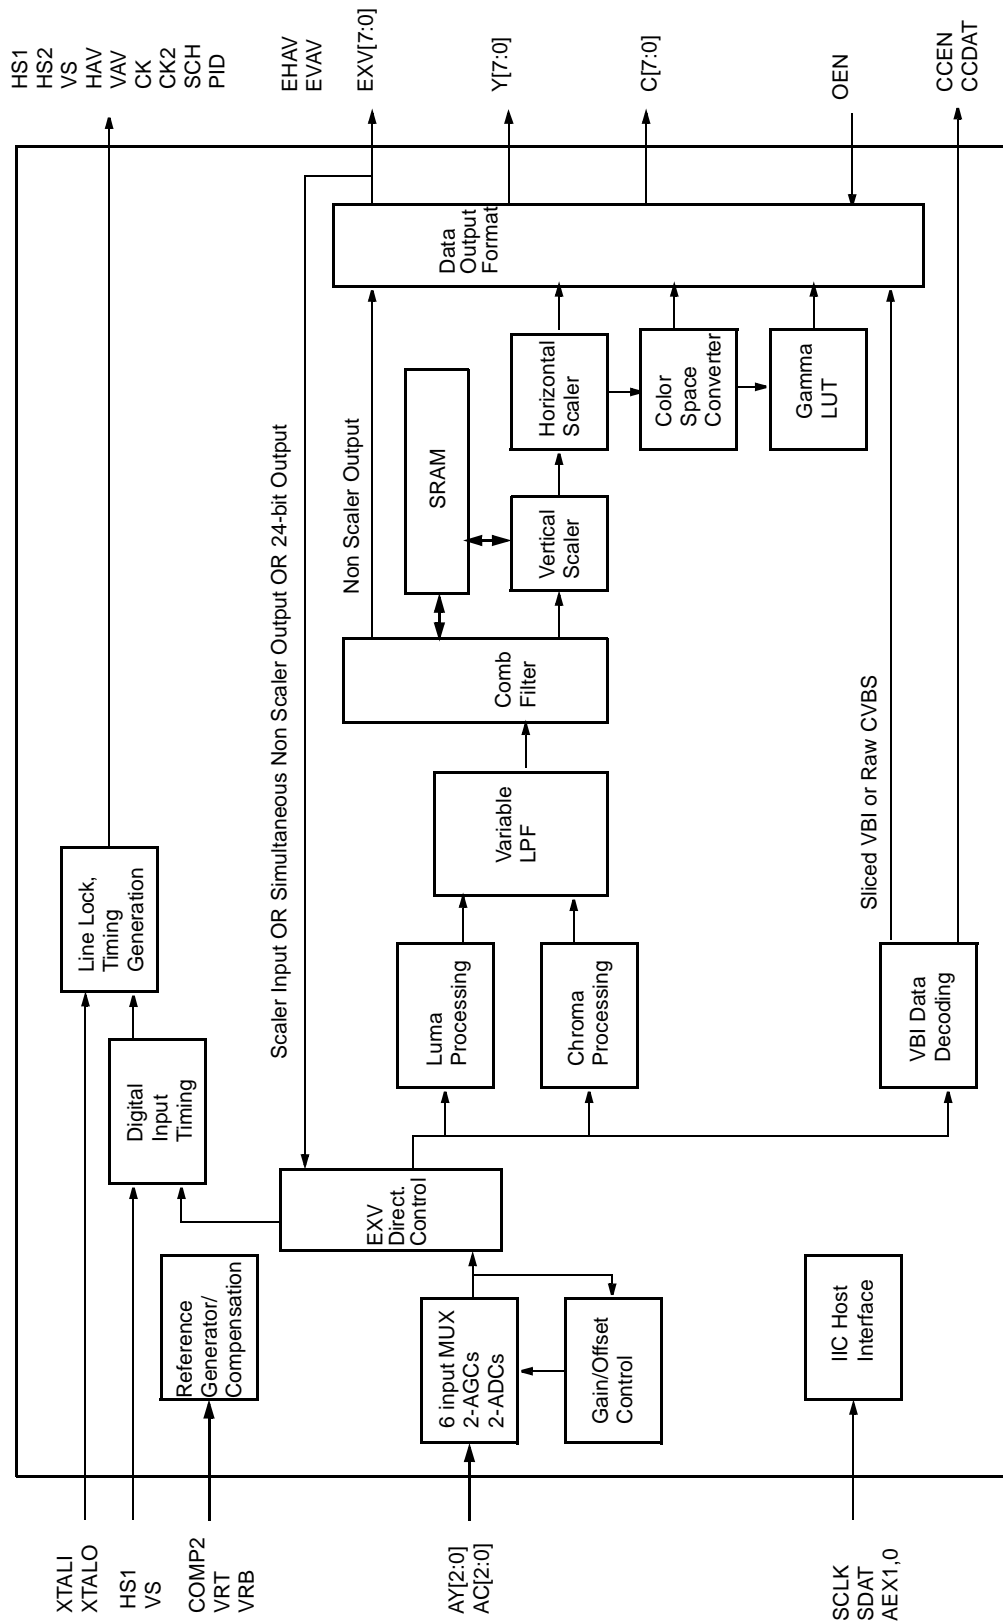 HS1
HS2
VS
HAV
VAV
CK
CK2
SCH
PID
EHAV
EVAV
EXV[7:0]
Y[7:0]
C[7:0]
OEN
CCEN
CCDAT
Data
Output
Format
Horizontal
Scaler
Color
Space
Converter
Gamma
LUT
SRAM
Vertical
Scaler
Non Scaler Output
Scaler Input OR Simultaneous Non Scaler Output OR 24-bit Output
Comb
Filter
Variable
LPF
Sliced VBI or Raw CVBS
Line Lock,
Timing
Generation
Luma
Processing
Chroma
Processing
VBI Data
Decoding
Digital
Input
Timing
EXV
Direct.
Control
Reference
Generator/
Compensation
6 input MUX
2-AGCs
2-ADCs
Gain/Offset
Control
IIC Host
Interface
XTALI
XTALO
HS1
VS
COMP2
VRT
VRB
AY[2:0]
AC[2:0]
SCLK
SDAT
AEX1,0